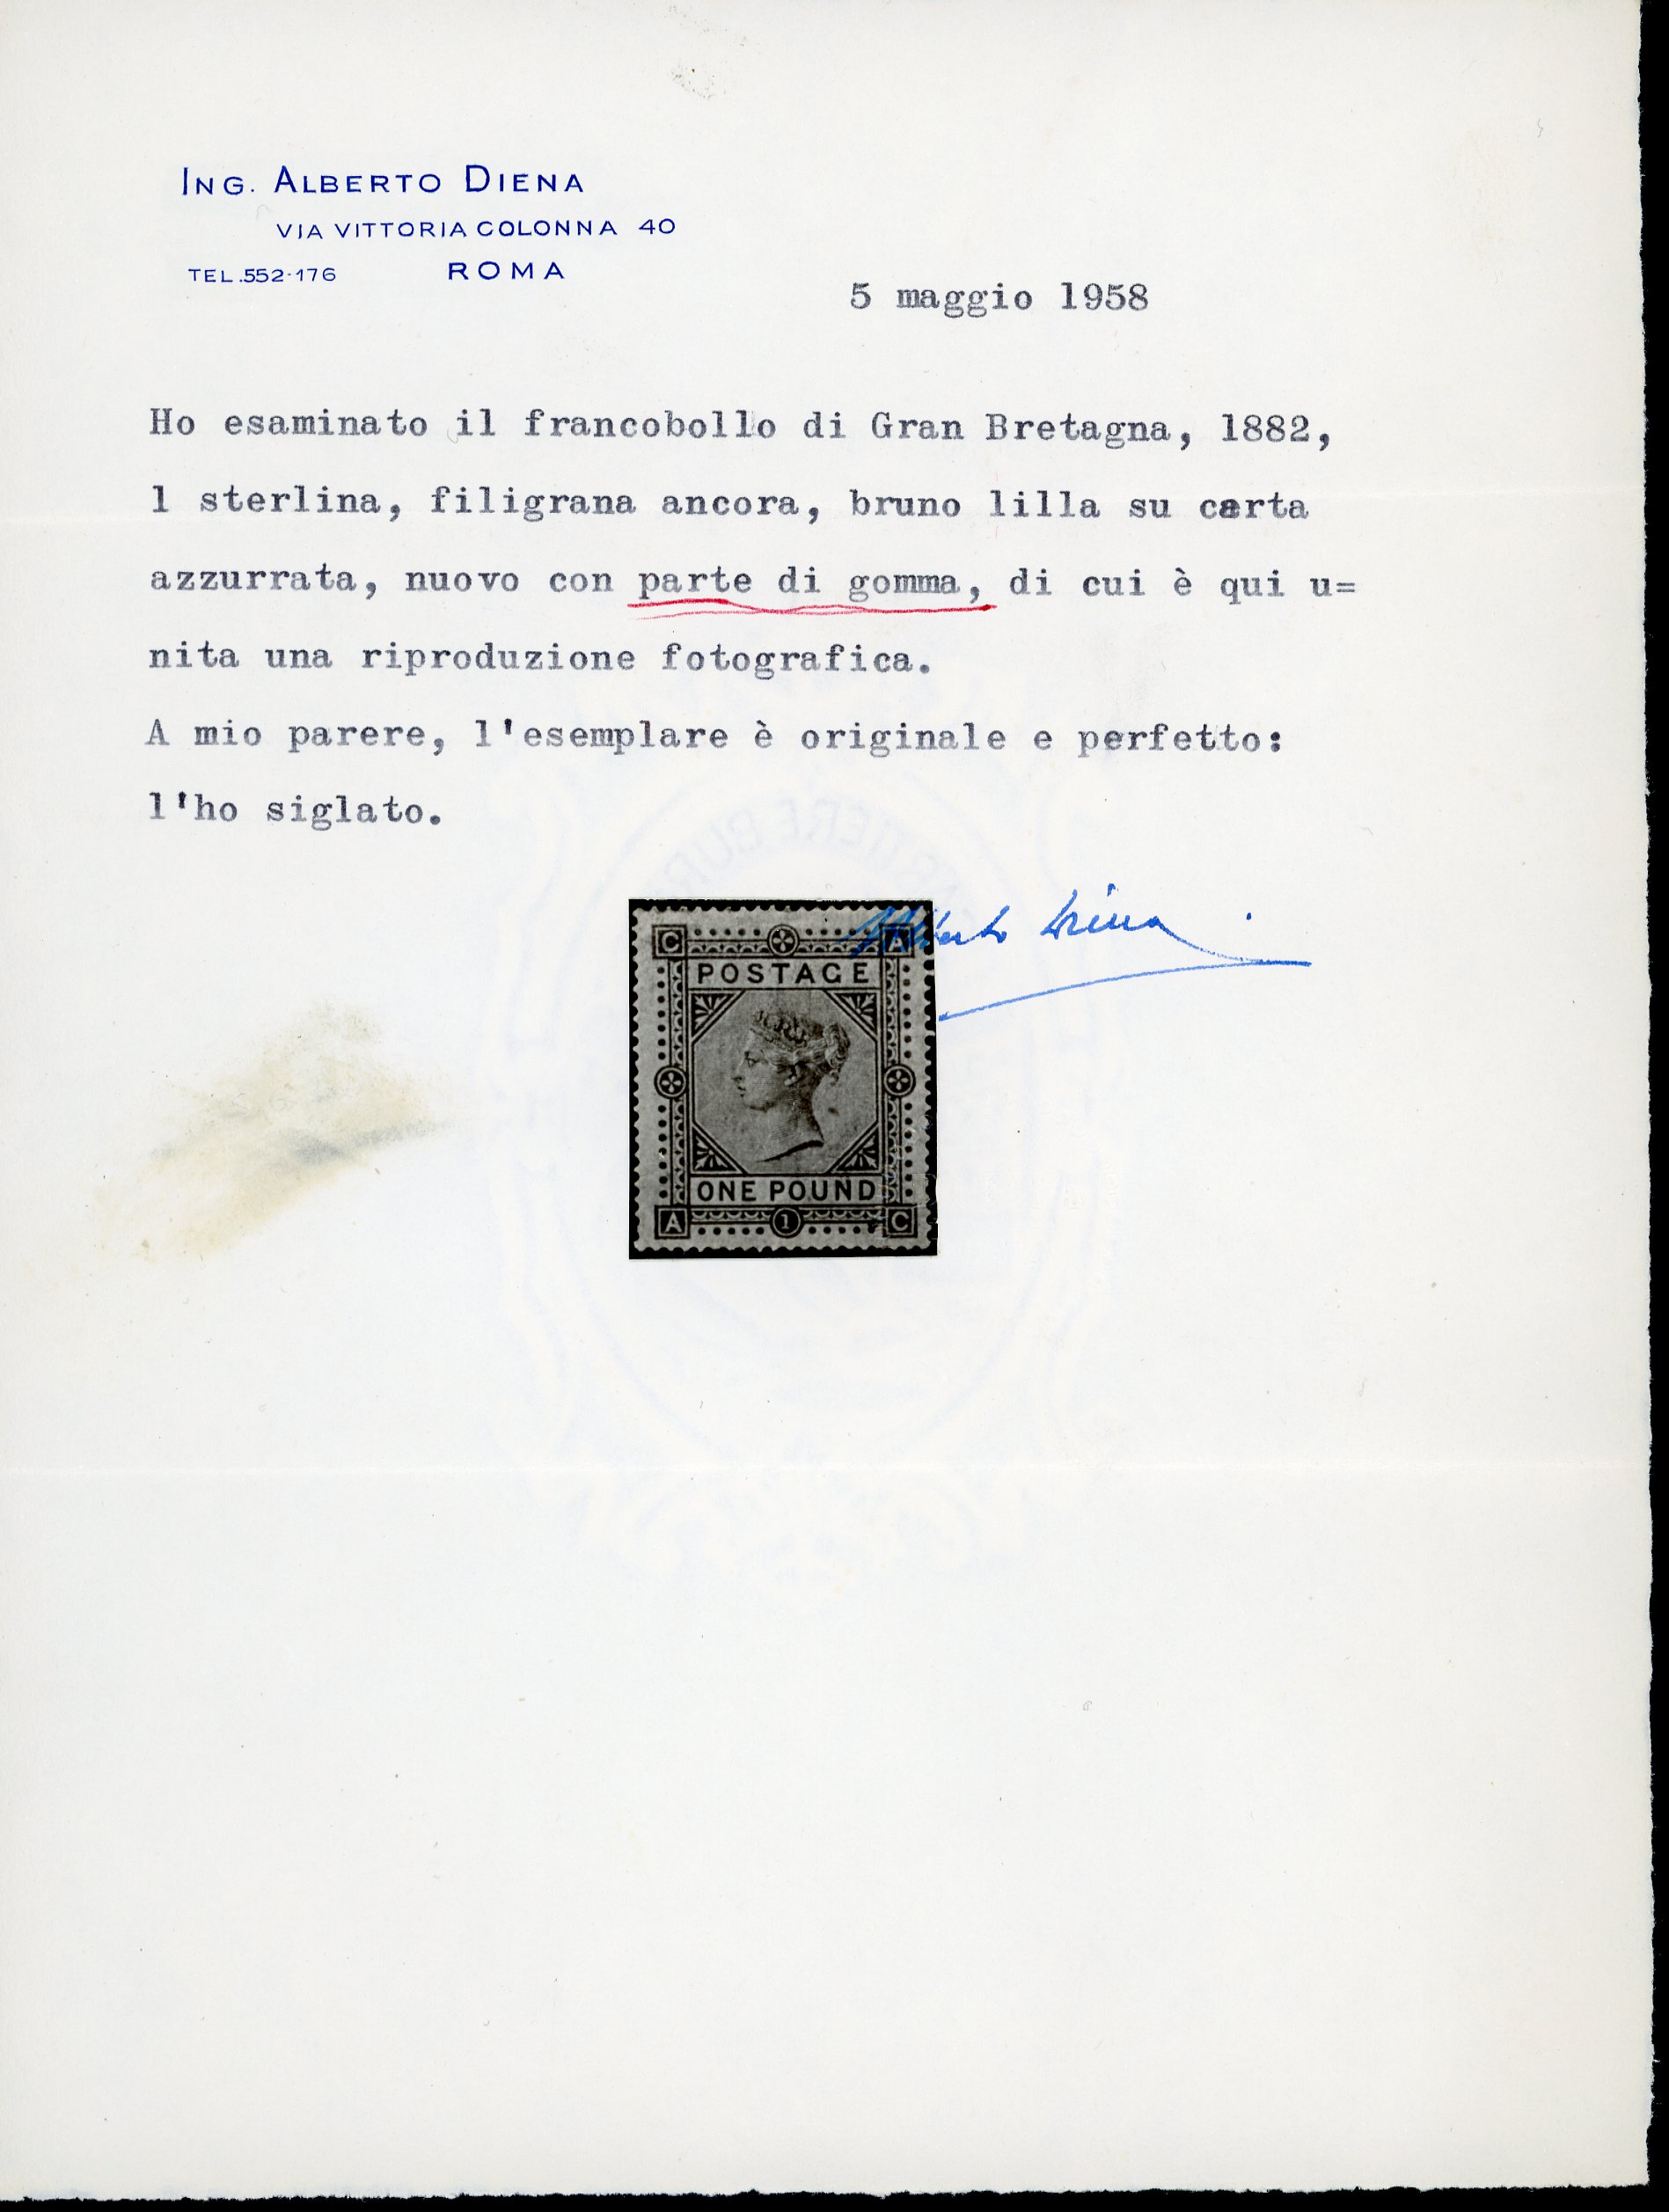 ING. ALBERTO DIENA
VIA VITTORIA COLONNA 40
TEL. 552-176 ROMA
5 maggio 1958
Ho esaminato il francobollo di Gran Bretagna, 1882,
1 sterlina, filigrana ancora, bruno lilla su carta
azzurrata, nuovo con parte di gomma, di cui è qui u=
nita una riproduzione fotografica.
A mio parere, l'esemplare è originale e perfetto:
l'ho siglato.
Alberto Diena
C A
POSTAGE
ONE POUND
A 1 C